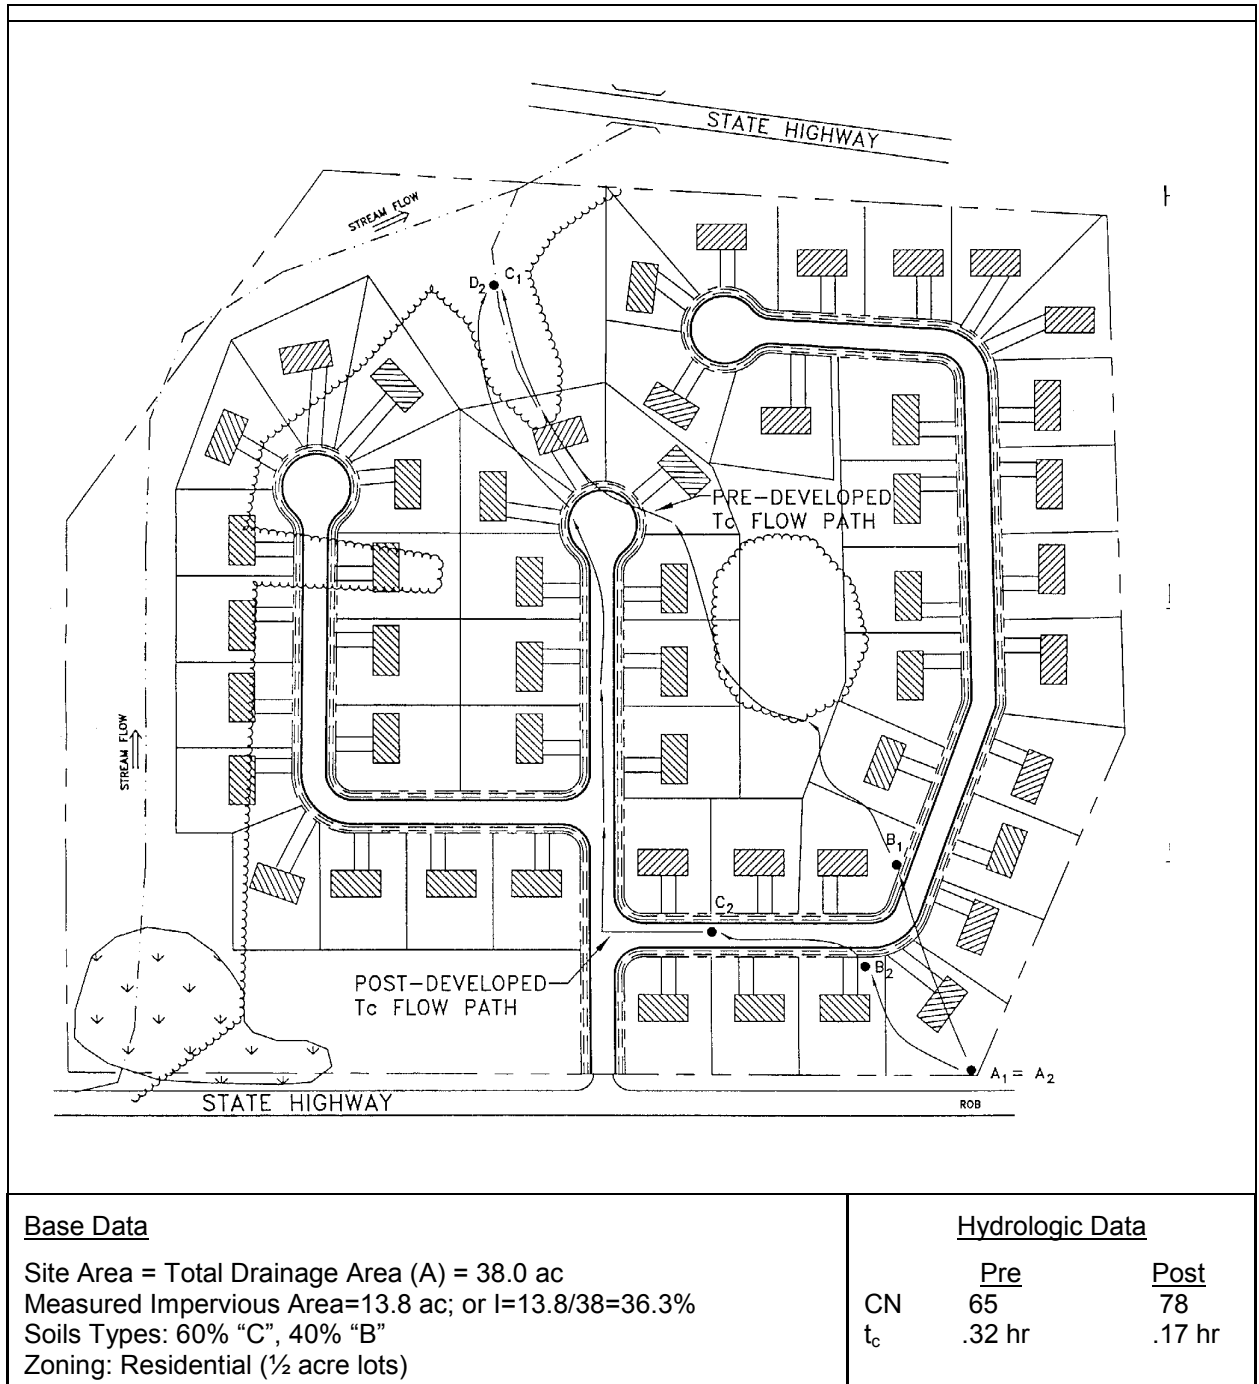 STATE HIGHWAY
STREAM FLOW
D2 C1
PRE-DEVELOPED
Tc FLOW PATH
STREAM FLOW
B1
C2
B2
POST-DEVELOPED
Tc FLOW PATH
A1 = A2
STATE HIGHWAY
ROB
Base Data
Site Area = Total Drainage Area (A) = 38.0 ac
Measured Impervious Area=13.8 ac; or I=13.8/38=36.3%
Soils Types: 60% “C”, 40% “B”
Zoning: Residential (½ acre lots)
Hydrologic Data
Pre Post
CN 65 78
tc .32 hr .17 hr